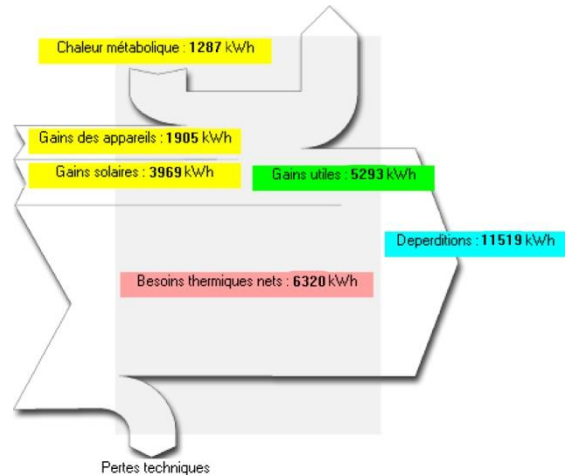 Chaleur métabolique : 1287 kWh
Gains des appareils : 1905 kWh
Gains solaires : 3969 kWh
Gains utiles : 5293 kWh
Deperditions : 11519 kWh
Besoins thermiques nets : 6320 kWh
Pertes techniques